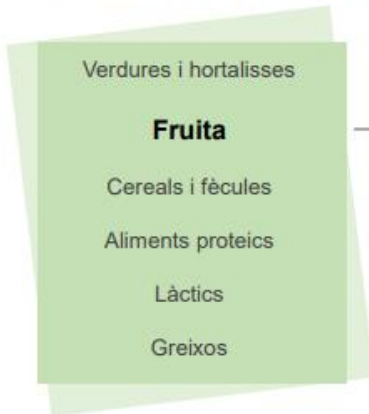 Verdures i hortalisses
Fruita
Cereals i fècules
Aliments proteics
Làctics
Greixos